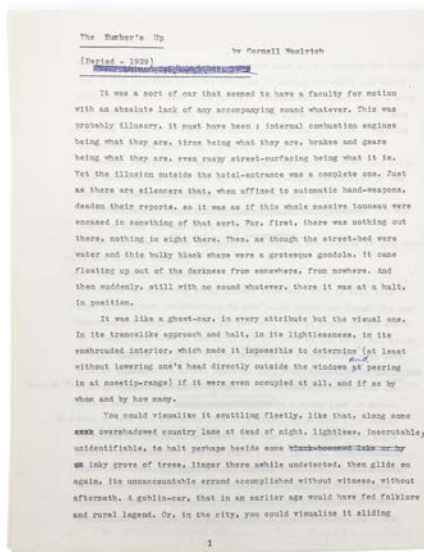 The Number's Up
by Cornell Woolrich
(Period - 1929)
It was a sort of car that seemed to have a faculty for motion
with an absolute lack of any accompanying sound whatever. This was
probably illusory, it must have been ; internal combustion engines
being what they are, tires being what they are, brakes and gears
being what they are, even raspy street-surfacing being what it is.
Yet the illusion outside the hotel-entrance was a complete one. Just
as there are silencers that, when affixed to automatic hand-weapons,
deaden their reports, so it was as if this whole massive tonneau were
encased in something of that sort. For, first, there was nothing out
there, nothing in sight there. Then, as though the street-bed were
water and this bulky black shape were a grotesque gondola, it came
floating up out of the darkness from somewhere, from nowhere. And
then suddenly, still with no sound whatever, there it was at a halt,
in position.
It was like a ghost-car, in every attribute but the visual one.
In its trancelike approach and halt, in its lightlessness, in its
enshrouded interior, which made it impossible to determine (at least
and
without lowering one's head directly outside the windows at peering
in at nosetip-range) if it were even occupied at all, and if so by
whom and by how many.
You could visualize it scuttling fleetly, like that, along some
overshadowed country lane at dead of night, lightless, inscrutable,
unidentifiable, to halt perhaps beside some black-bosomed lake or by
an inky grove of trees, linger there awhile undetected, then glide on
again, its unaccountable errand accomplished without witness, without
aftermath. A goblin-car, that in an earlier age would have fed folklore
and rural legend. Or, in the city, you could visualize it sliding
1